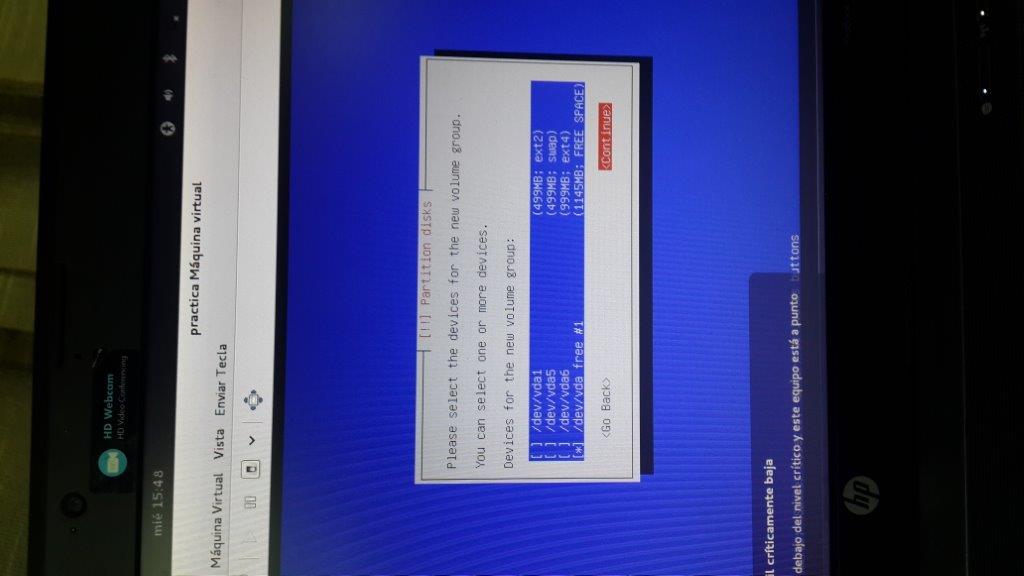 HD Webcam
HD Video Conferencing
mié 15:48
practica Máquina virtual
Máquina Virtual Vista Enviar Tecla
[!!] Partition disks
Please select the devices for the new volume group.
You can select one or more devices.
Devices for the new volume group:
[ ] /dev/vda1 (499MB; ext2)
[ ] /dev/vda5 (499MB; swap)
[ ] /dev/vda6 (999MB; ext4)
[*] /dev/vda free #1 (1145MB; FREE SPACE)
<Go Back> <Continue>
il críticamente baja
debajo del nivel crítico y este equipo está a punto buttons
hp